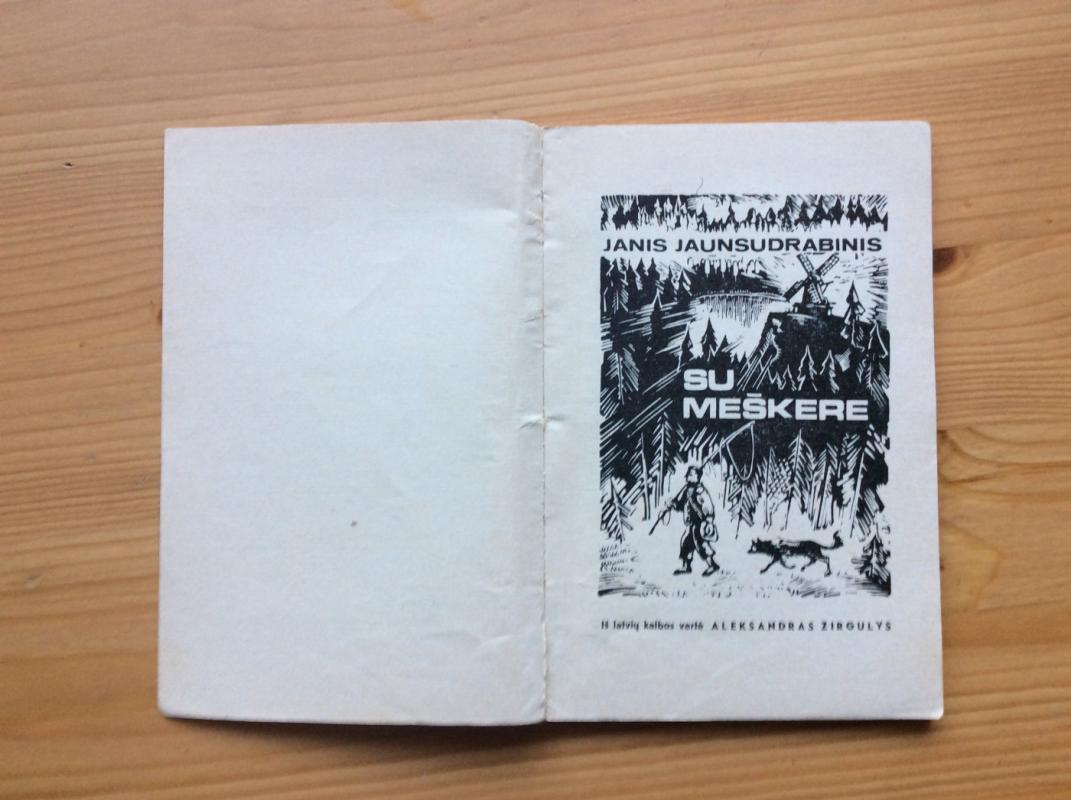 JANIS JAUNSUDRABINIS
SU
MEŠKERE
Iš latvių kalbos vertė ALEKSANDRAS ŽIRGULYS